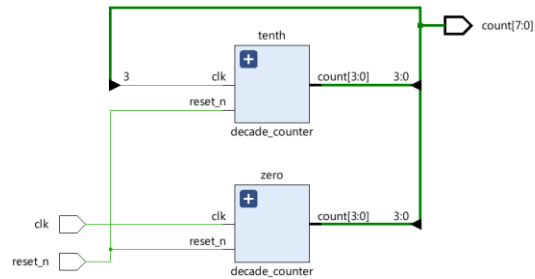 tenth
count[7:0]
3
clk
count[3:0]
3:0
reset_n
decade_counter
zero
clk
clk
count[3:0]
3:0
reset_n
reset_n
decade_counter